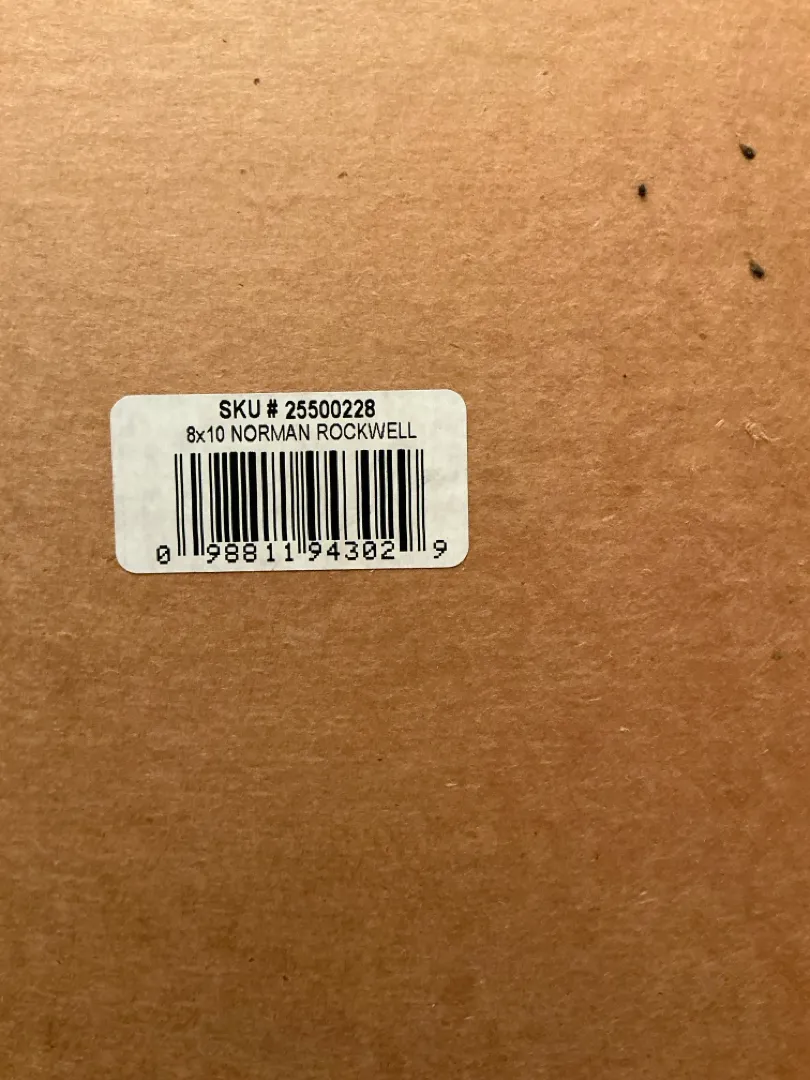 SKU # 25500228
8x10 NORMAN ROCKWELL
0 98811 94302 9